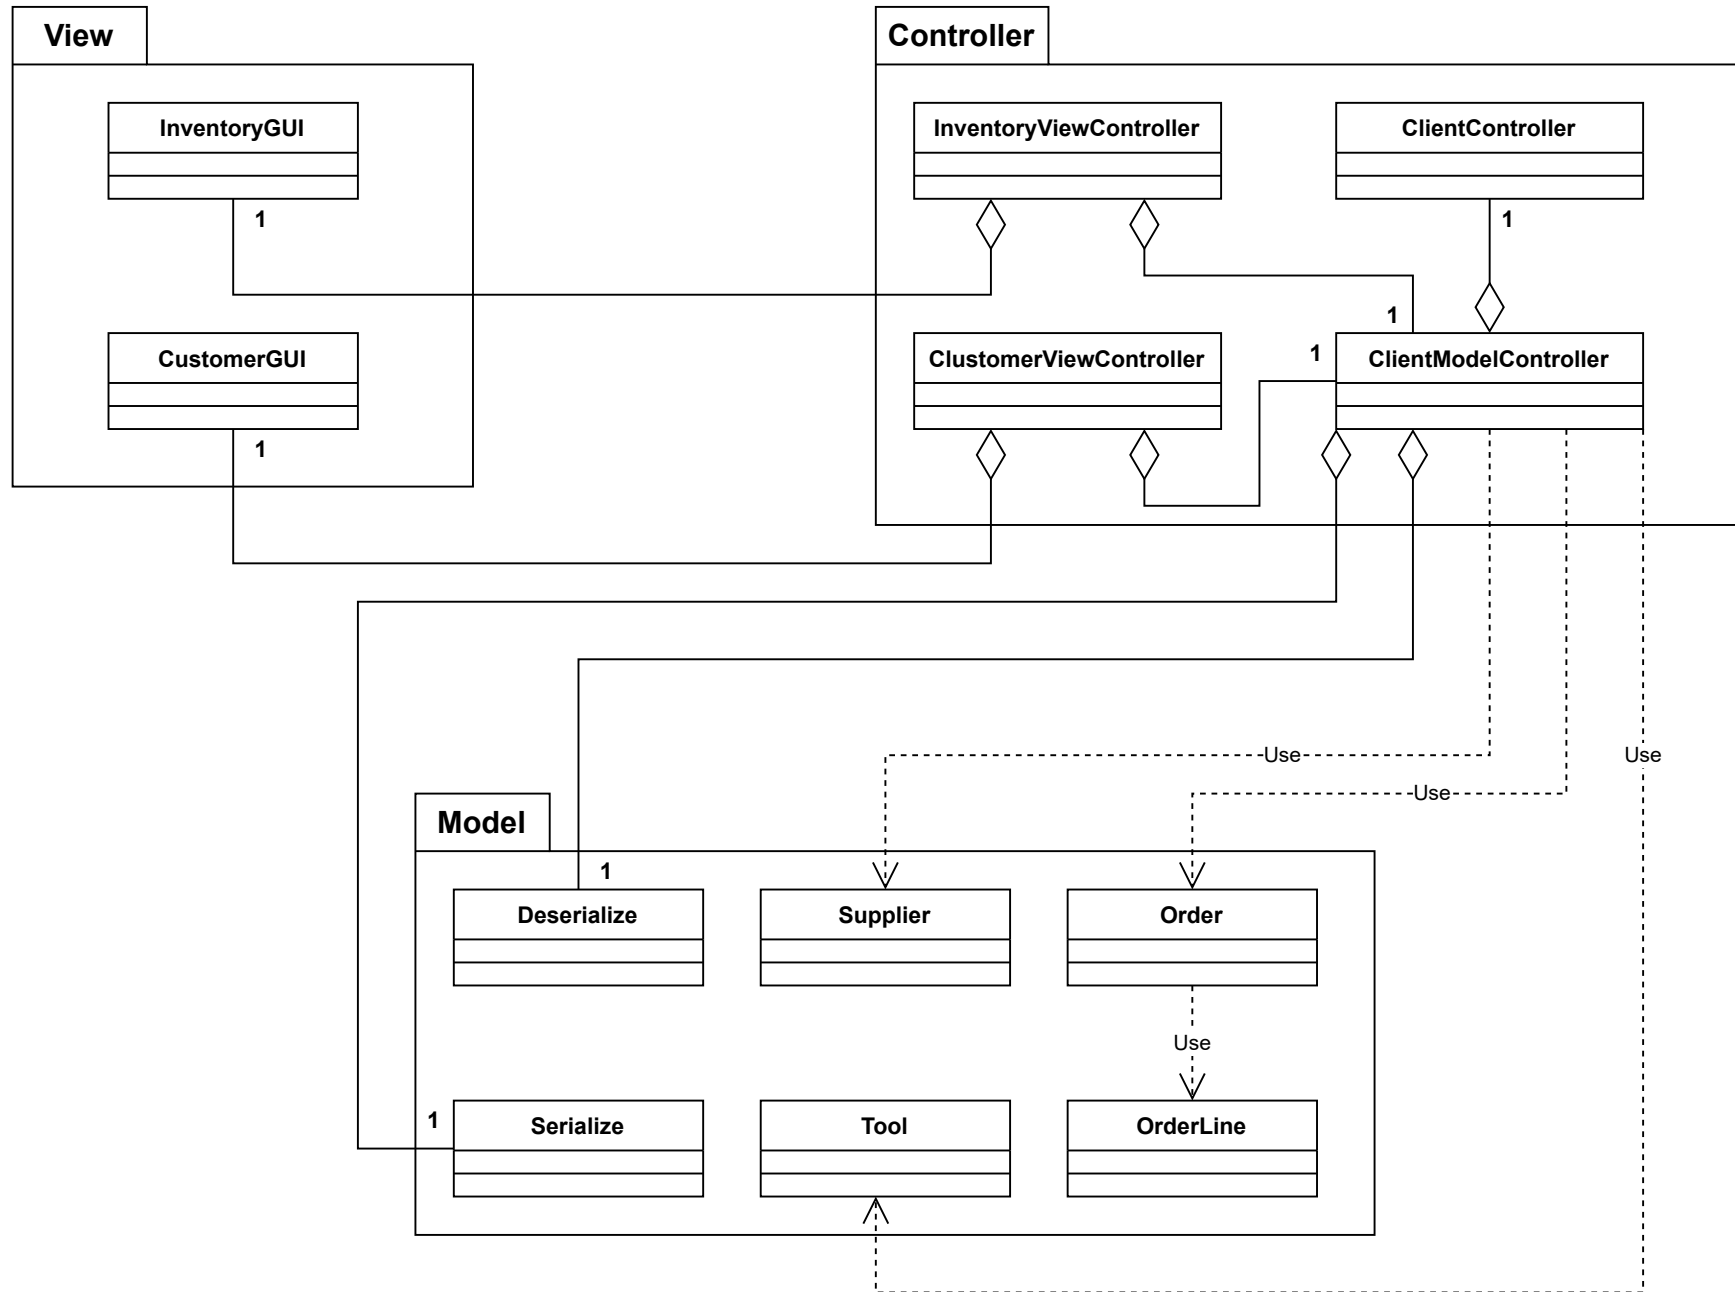 View
Controller
InventoryGUI
InventoryViewController
ClientController
1
1
1
1
CustomerGUI
ClustomerViewController
ClientModelController
1
Use
Use
Use
Model
1
Deserialize
Supplier
Order
Use
1
Serialize
Tool
OrderLine